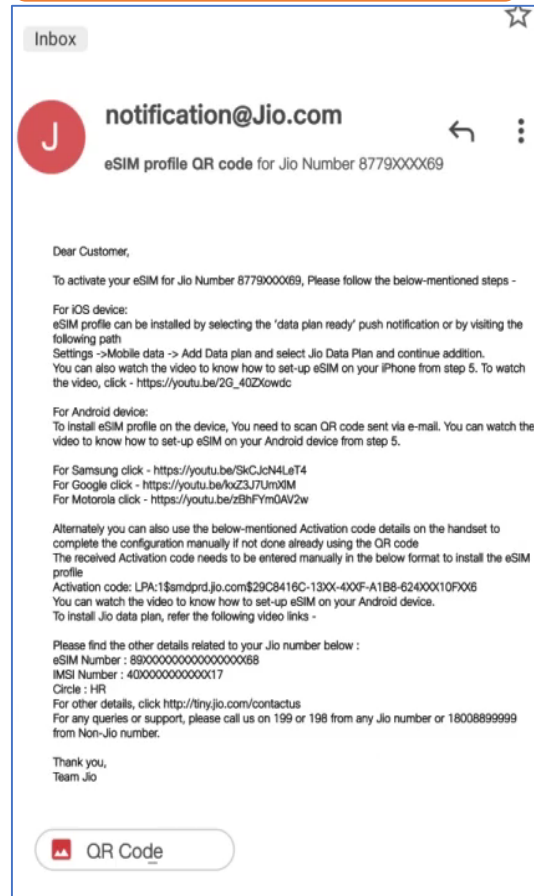 Inbox
J
notification@Jio.com
eSIM profile QR code for Jio Number 8779XXXX69
Dear Customer,
To activate your eSIM for Jio Number 8779XXXX69, Please follow the below-mentioned steps -
For iOS device:
eSIM profile can be installed by selecting the 'data plan ready' push notification or by visiting the
following path
Settings ->Mobile data -> Add Data plan and select Jio Data Plan and continue addition.
You can also watch the video to know how to set-up eSIM on your iPhone from step 5. To watch
the video, click - https://youtu.be/2G_40ZXowdc
For Android device:
To install eSIM profile on the device, You need to scan QR code sent via e-mail. You can watch the
video to know how to set-up eSIM on your Android device from step 5.
For Samsung click - https://youtu.be/SkCJcN4LeT4
For Google click - https://youtu.be/kxZ3J7UmXlM
For Motorola click - https://youtu.be/zBhFYm0AV2w
Alternately you can also use the below-mentioned Activation code details on the handset to
complete the configuration manually if not done already using the QR code
The received Activation code needs to be entered manually in the below format to install the eSIM
profile
Activation code: LPA:1$smdprd.jio.com$29C8416C-13XX-4XXF-A1B8-624XXX10FXX6
You can watch the video to know how to set-up eSIM on your Android device.
To install Jio data plan, refer the following video links -
Please find the other details related to your Jio number below :
eSIM Number : 89XXXXXXXXXXXXXXXX68
IMSI Number : 40XXXXXXXXXXX17
Circle : HR
For other details, click http://tiny.jio.com/contactus
For any queries or support, please call us on 199 or 198 from any Jio number or 18008899999
from Non-Jio number.
Thank you,
Team Jio
QR Code